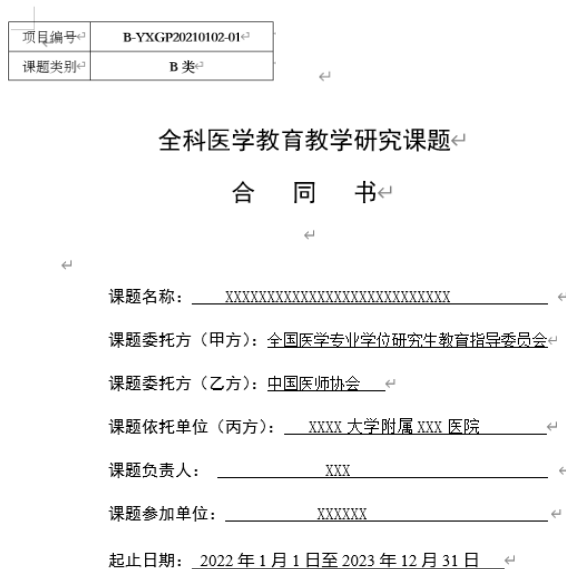 项目编号 B-YXGP20210102-01
课题类别 B 类
全科医学教育教学研究课题
合 同 书
课题名称: XXXXXXXXXXXXXXXXXXXXXXXXXXX
课题委托方（甲方）: 全国医学专业学位研究生教育指导委员会
课题委托方（乙方）: 中国医师协会
课题依托单位（丙方）: XXXX 大学附属 XXX 医院
课题负责人: XXX
课题参加单位: XXXXXX
起止日期: 2022 年 1 月 1 日至 2023 年 12 月 31 日